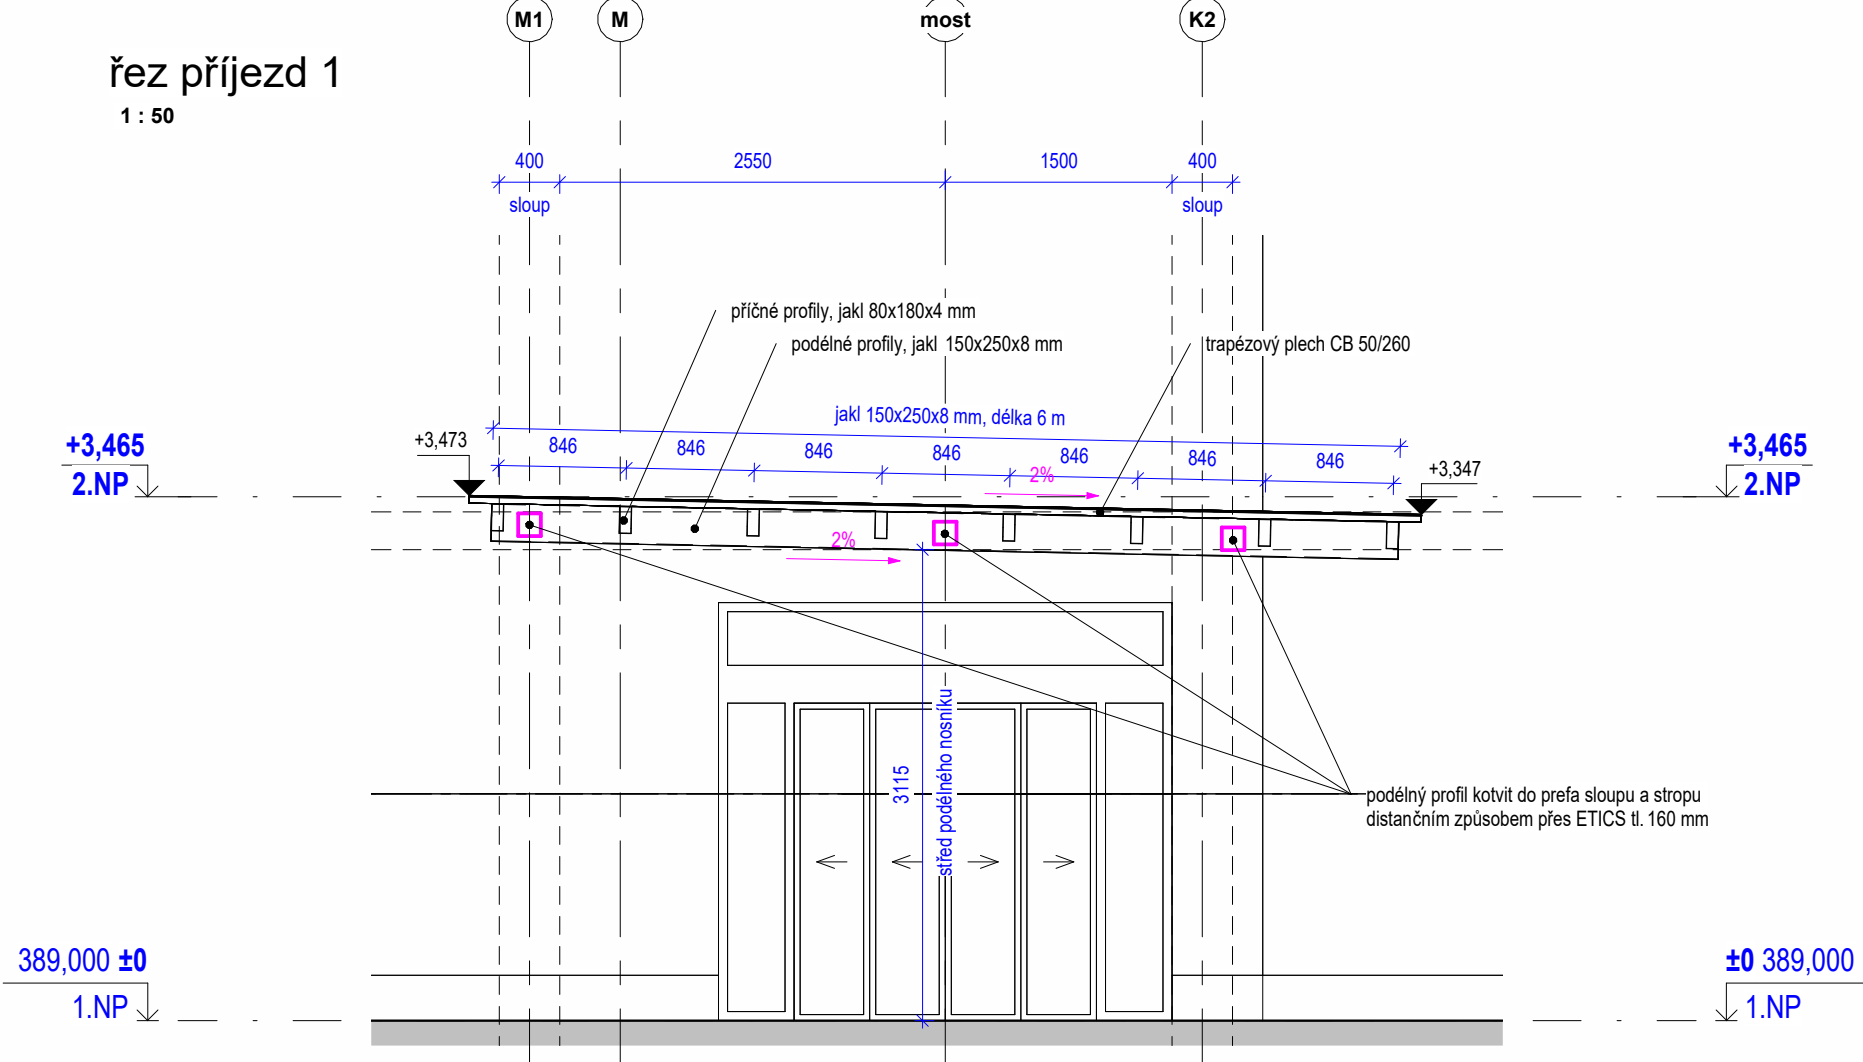 M1 M most K2
řez příjezd 1
1 : 50
400 2550 1500 400
sloup sloup
příčné profily, jakl 80x180x4 mm
podélné profily, jakl 150x250x8 mm
trapézový plech CB 50/260
jakl 150x250x8 mm, délka 6 m
+3,465
2.NP
+3,473
846 846 846 846 846 846 846
2%
+3,347
+3,465
2.NP
2%
3115
střed podélného nosníku
podélný profil kotvit do prefa sloupu a stropu
distančním způsobem přes ETICS tl. 160 mm
389,000 ±0
1.NP
±0 389,000
1.NP